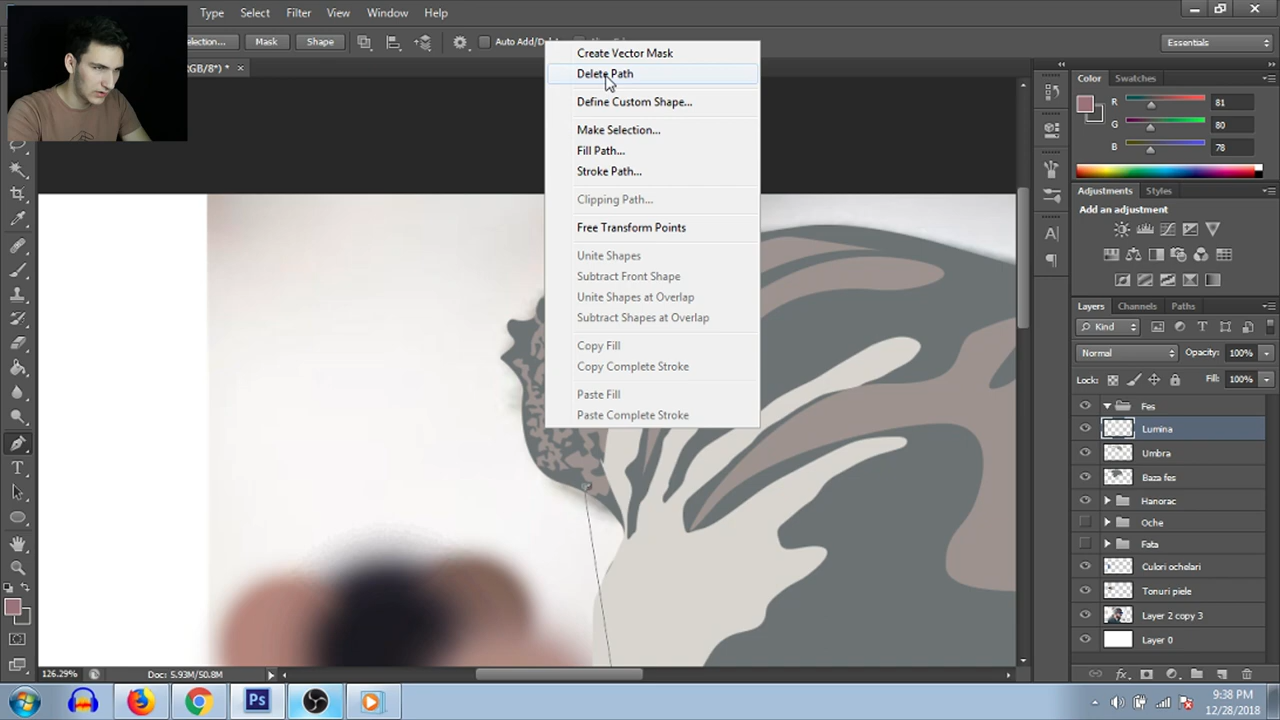 Type Select Filter View Window Help
election... Mask Shape Auto Add/Del Essentials
RGB/8*) * ×
Create Vector Mask
Delete Path
Define Custom Shape...
Make Selection...
Fill Path...
Stroke Path...
Clipping Path...
Free Transform Points
Unite Shapes
Subtract Front Shape
Unite Shapes at Overlap
Subtract Shapes at Overlap
Copy Fill
Copy Complete Stroke
Paste Fill
Paste Complete Stroke
Color Swatches
R 81
G 80
B 78
Adjustments Styles
Add an adjustment
Layers Channels Paths
Kind
Normal Opacity: 100%
Lock: Fill: 100%
Fes
Lumina
Umbra
Baza fes
Hanorac
Oche
Fata
Culori ochelari
Tonuri piele
Layer 2 copy 3
Layer 0
126.29% Doc: 5.93M/50.8M
Ps
9:38 PM
12/28/2018